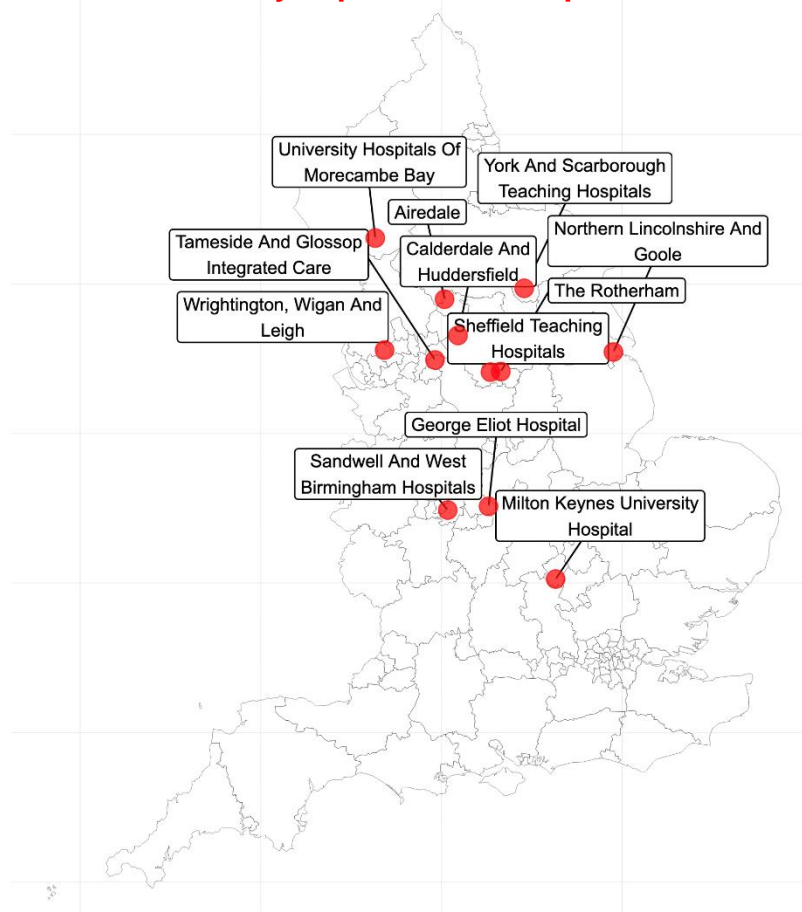 University Hospitals Of
Morecambe Bay
York And Scarborough
Teaching Hospitals
Airedale
Northern Lincolnshire And
Goole
Tameside And Glossop
Integrated Care
Calderdale And
Huddersfield
The Rotherham
Wrightington, Wigan And
Leigh
Sheffield Teaching
Hospitals
George Eliot Hospital
Sandwell And West
Birmingham Hospitals
Milton Keynes University
Hospital